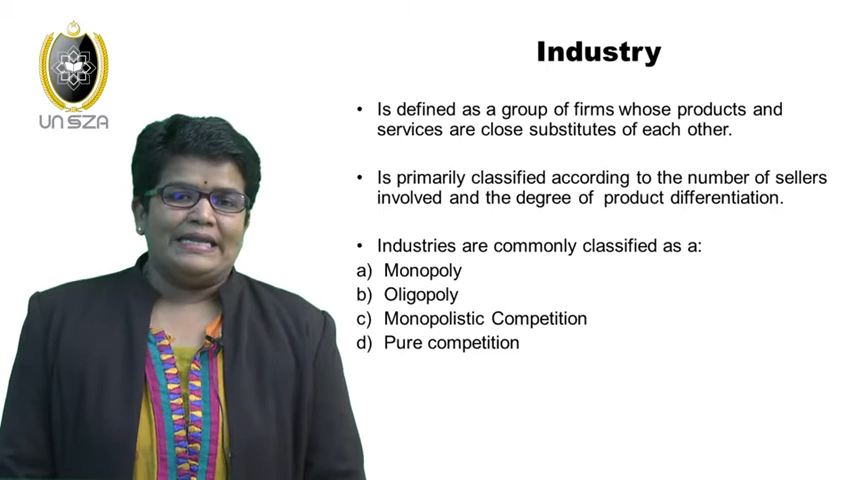 UNSZA
Industry
• Is defined as a group of firms whose products and
services are close substitutes of each other.
• Is primarily classified according to the number of sellers
involved and the degree of product differentiation.
• Industries are commonly classified as a:
a) Monopoly
b) Oligopoly
c) Monopolistic Competition
d) Pure competition